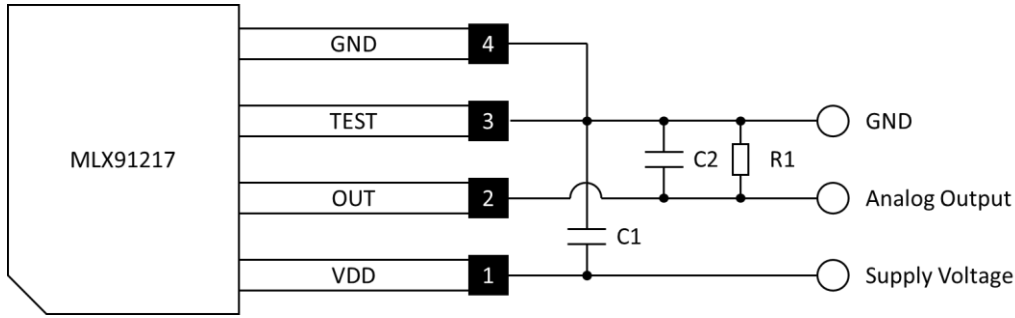 GND 4
TEST 3 GND
MLX91217 C2 R1
OUT 2 Analog Output
C1
VDD 1 Supply Voltage